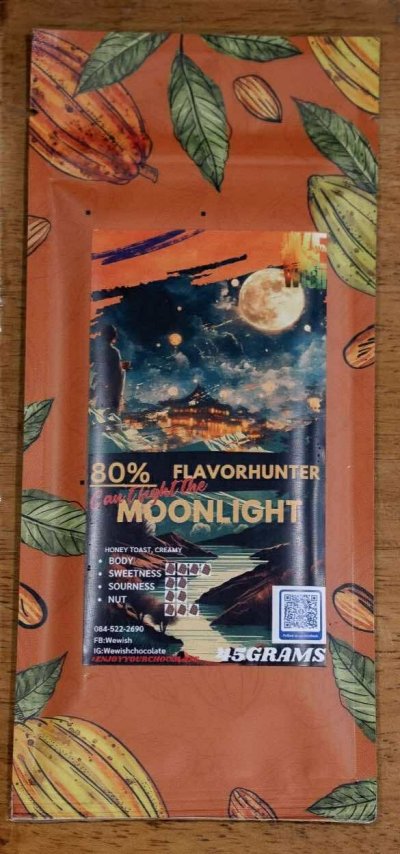 80% FLAVORHUNTER
Can't fight the
MOONLIGHT
HONEY TOAST, CREAMY
• BODY
• SWEETNESS
• SOURNESS
• NUT
084-522-2690
FB:Wewish
IG:Wewishchocolate
#ENJOYYOURCHOCOLATE
45GRAMS